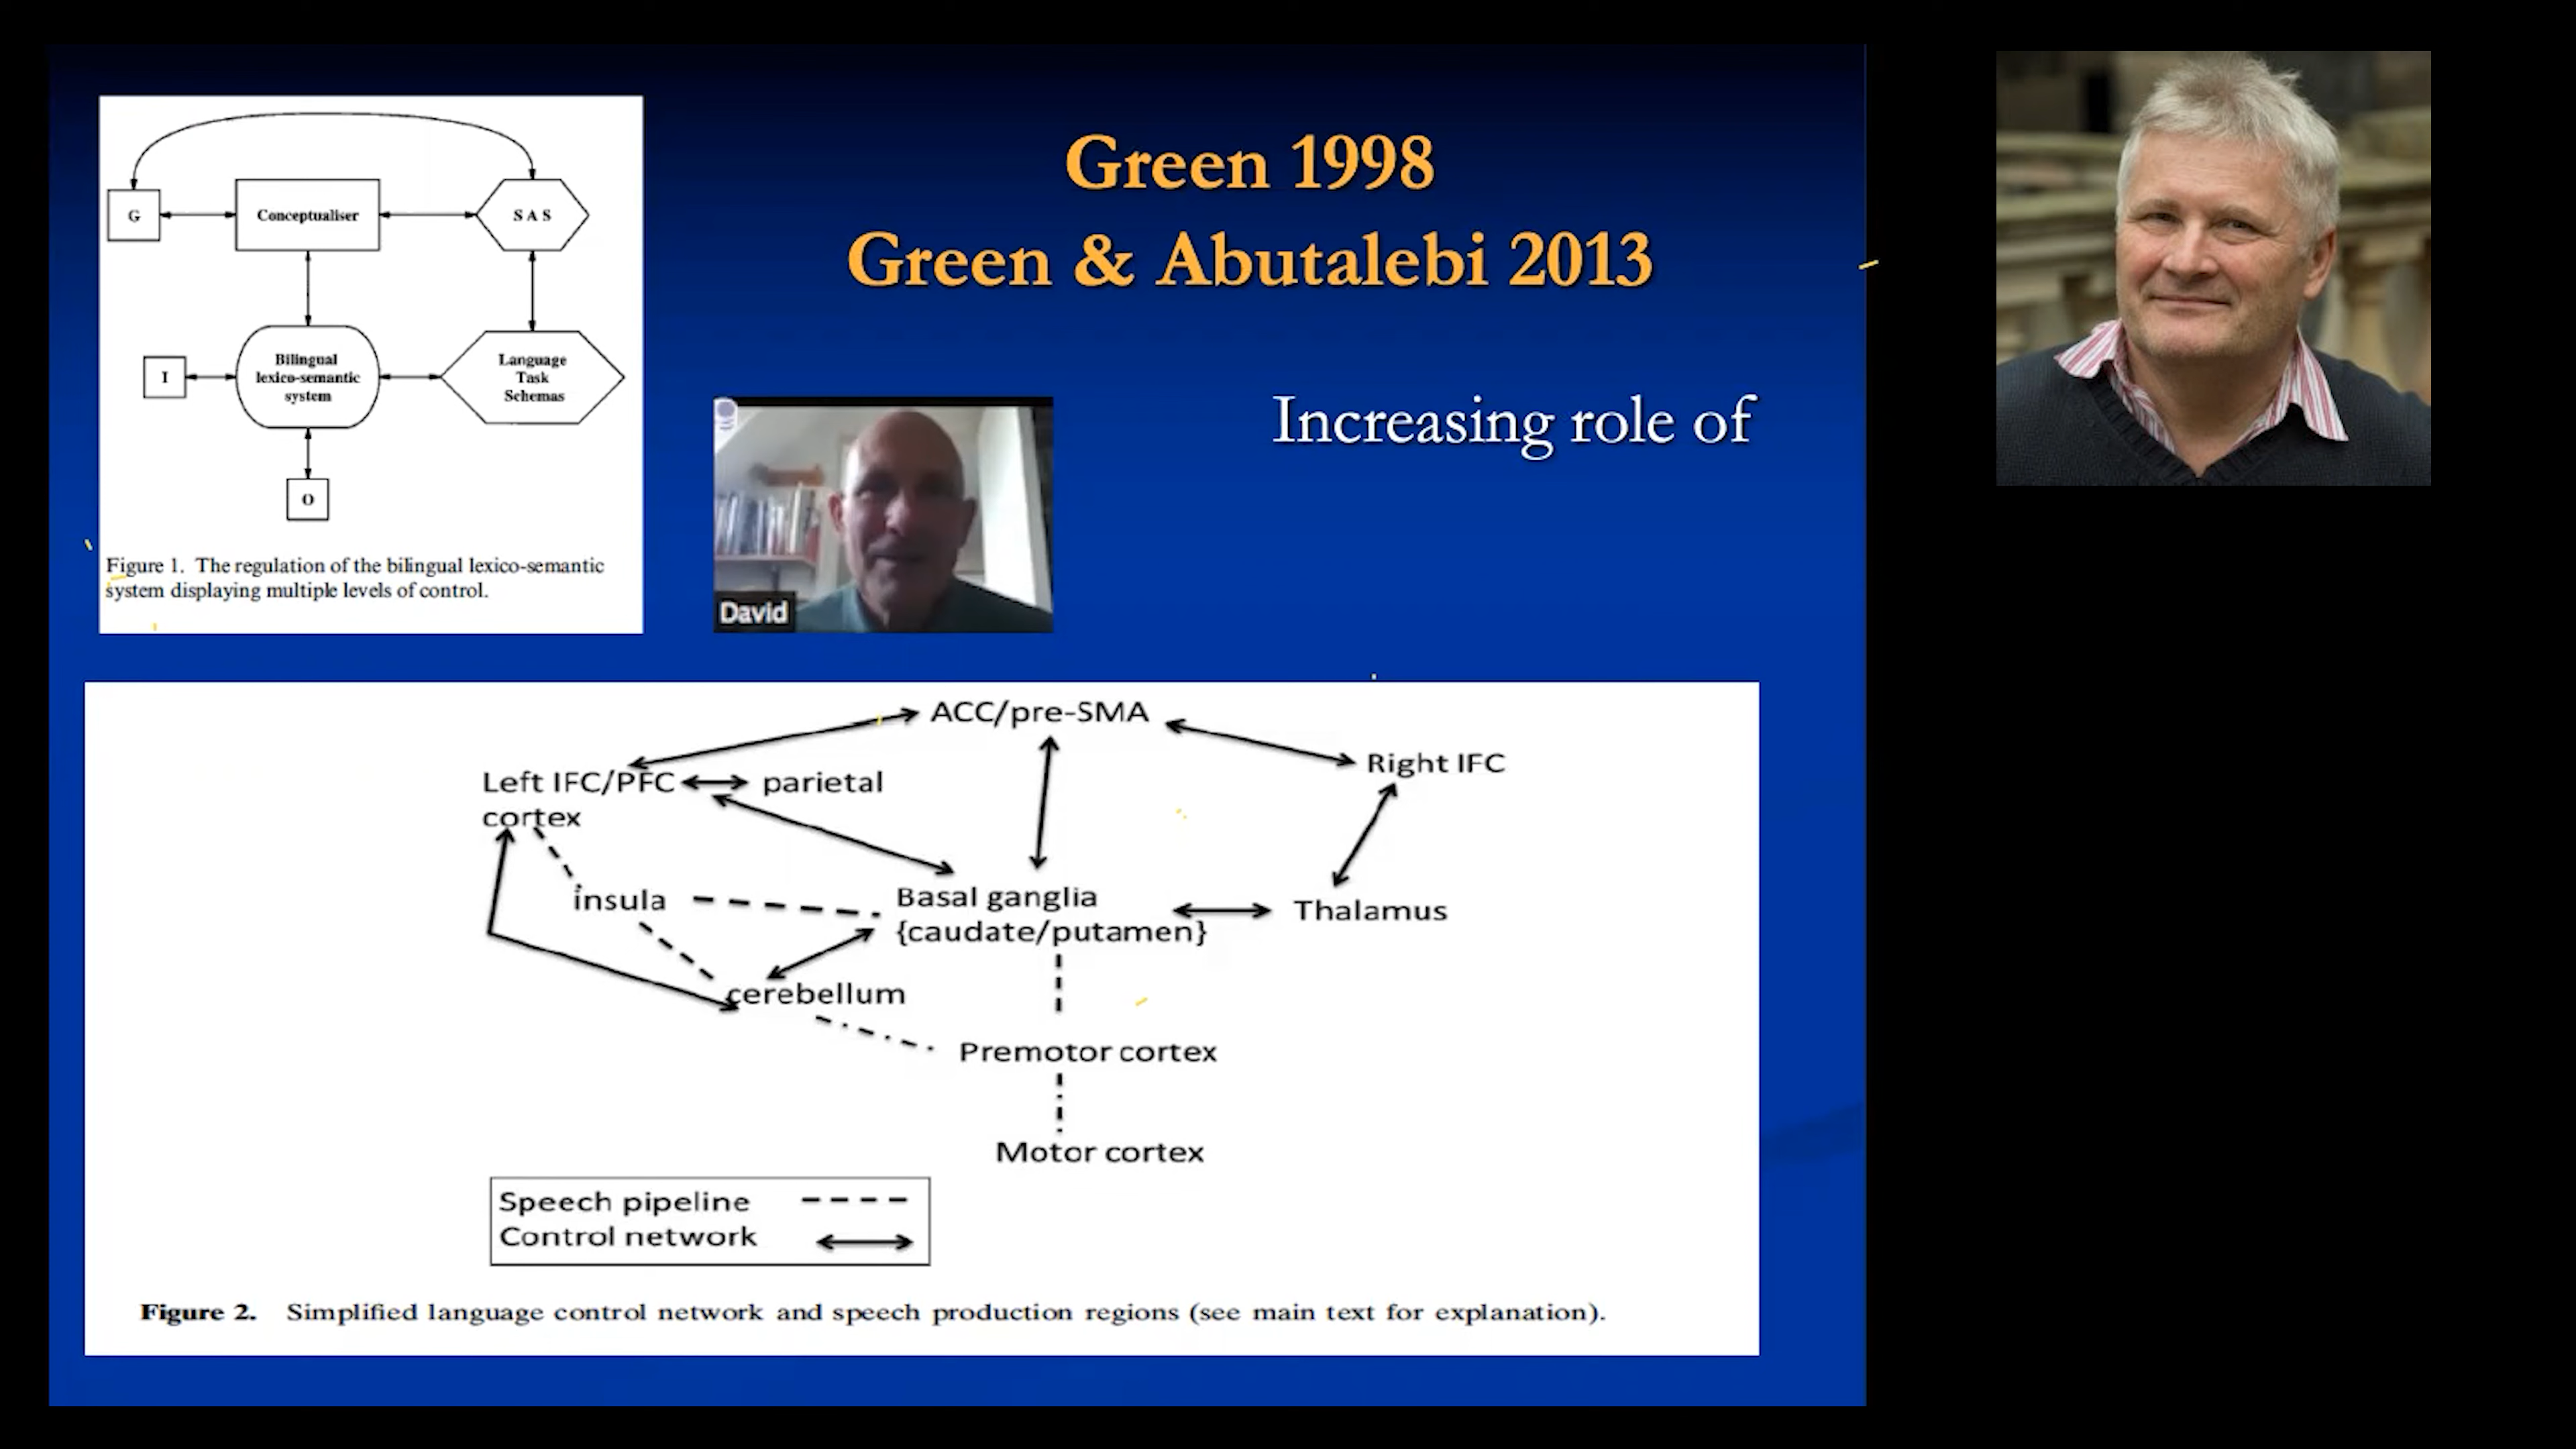 Green 1998
Green & Abutalebi 2013
G
Conceptualiser
S A S
I
Bilingual
lexico-semantic
system
Language
Task
Schemas
O
Figure 1. The regulation of the bilingual lexico-semantic
system displaying multiple levels of control.
Increasing role of
David
ACC/pre-SMA
Right IFC
Left IFC/PFC
cortex
parietal
insula
Basal ganglia
{caudate/putamen}
Thalamus
cerebellum
Premotor cortex
Motor cortex
Speech pipeline
Control network
Figure 2. Simplified language control network and speech production regions (see main text for explanation).